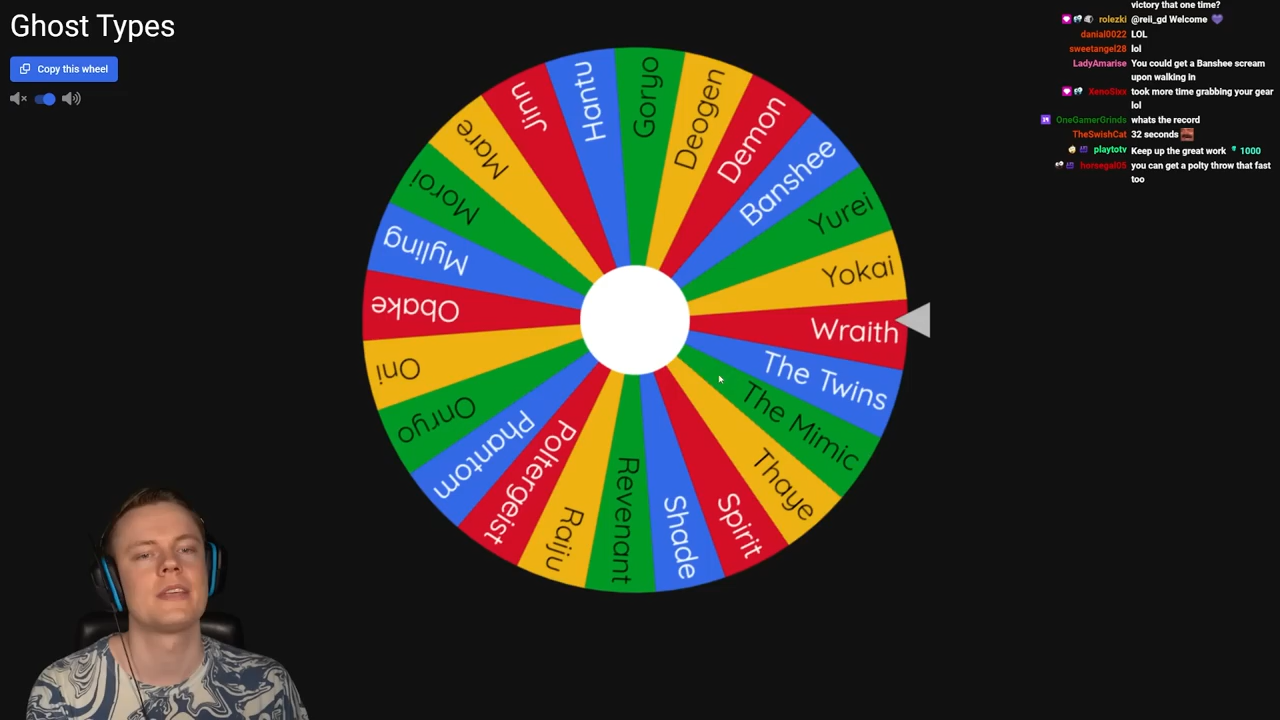 Ghost Types
Copy this wheel
Goryo
Deogen
Demon
Banshee
Yurei
Yokai
Wraith
The Twins
The Mimic
Thaye
Spirit
Shade
Revenant
Raiju
Poltergeist
Phantom
Onryo
Oni
Obake
Myling
Moroi
Mare
Jinn
Hantu
victory that one time?
rolezki @reii_gd Welcome
danial0022 LOL
sweetangel28 lol
LadyAmarise You could get a Banshee scream
upon walking in
XenoSixx took more time grabbing your gear
lol
OneGamerGrinds whats the record
TheSwishCat 32 seconds
playtotv Keep up the great work 1000
horsegal05 you can get a polty throw that fast
too